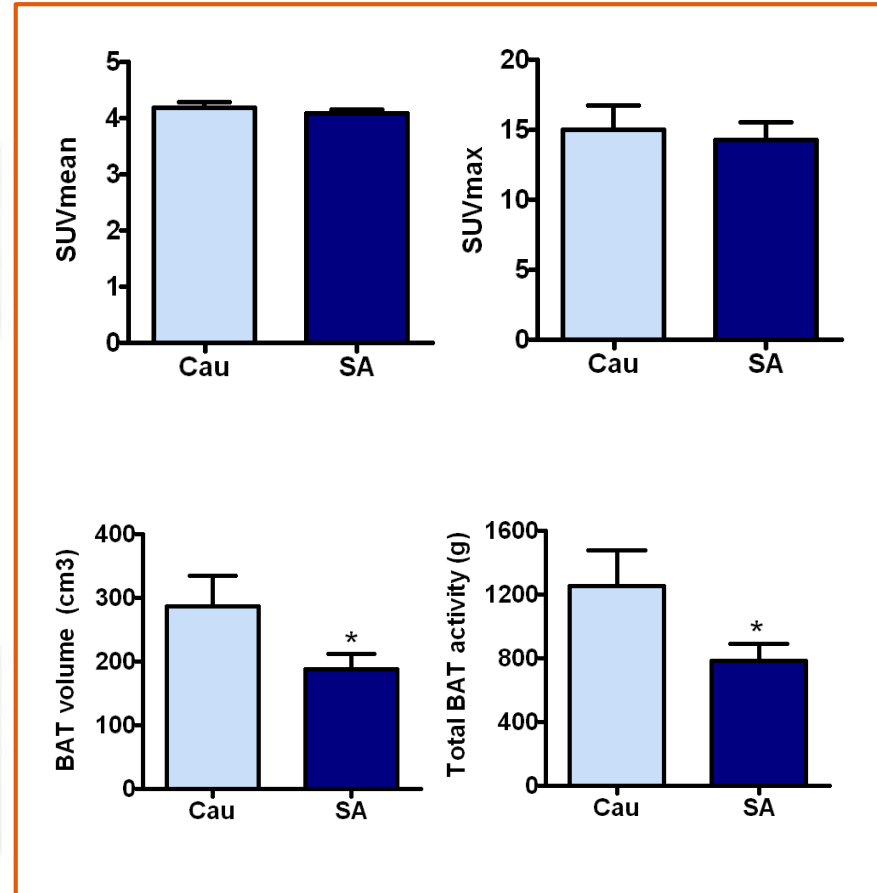 SUVmean
5
4
3
2
1
0
Cau SA
SUVmax
20
15
10
5
0
Cau SA
BAT volume (cm3)
400
300
200
100
0
*
Cau SA
Total BAT activity (g)
1600
1200
800
400
0
*
Cau SA